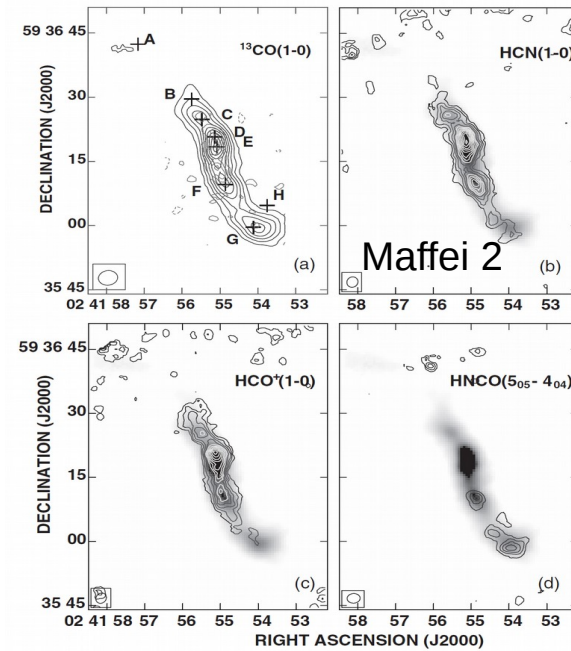 59 36 45
30
15
00
35 45
02 41 58 57 56 55 54 53
DECLINATION (J2000)
A
B
C
D
E
F
G
H
¹³CO(1-0)
(a)
HCN(1-0)
Maffei 2
(b)
58 57 56 55 54 53
59 36 45
30
15
00
35 45
02 41 58 57 56 55 54 53
DECLINATION (J2000)
HCO⁺(1-0)
(c)
HNCO(5₀₅- 4₀₄)
(d)
58 57 56 55 54 53
RIGHT ASCENSION (J2000)